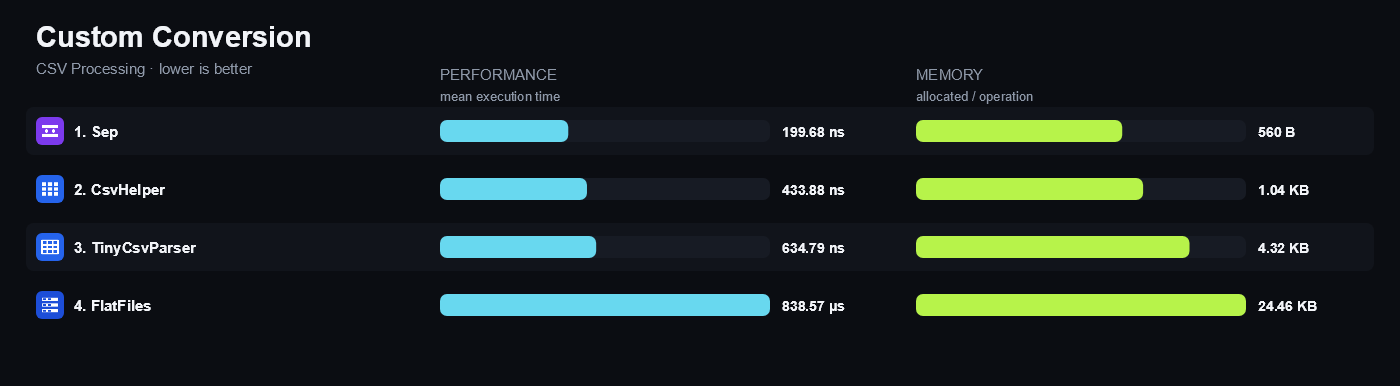 Custom Conversion
CSV Processing · lower is better
PERFORMANCE
mean execution time
MEMORY
allocated / operation
1. Sep
199.68 ns
560 B
2. CsvHelper
433.88 ns
1.04 KB
3. TinyCsvParser
634.79 ns
4.32 KB
4. FlatFiles
838.57 µs
24.46 KB